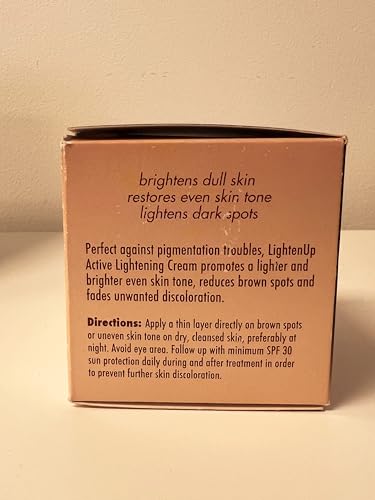 brightens dull skin
restores even skin tone
lightens dark spots
Perfect against pigmentation troubles, LightenUp
Active Lightening Cream promotes a lighter and
brighter even skin tone, reduces brown spots and
fades unwanted discoloration.
Directions: Apply a thin layer directly on brown spots
or uneven skin tone on dry, cleansed skin, preferably at
night. Avoid eye area. Follow up with minimum SPF 30
sun protection daily during and after treatment in order
to prevent further skin discoloration.